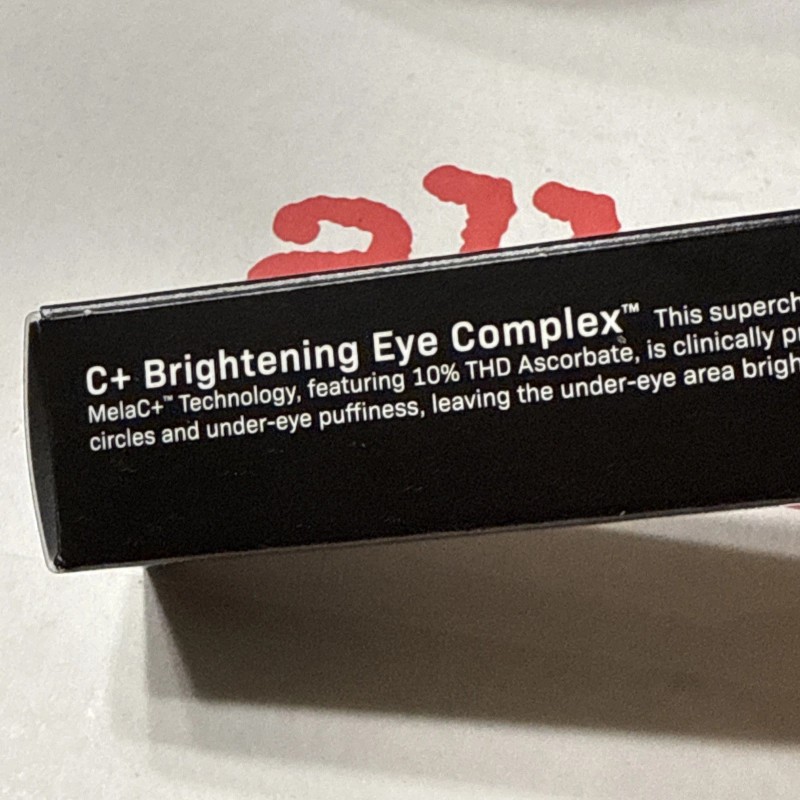 C+ Brightening Eye Complex™ This superch
MelaC+™ Technology, featuring 10% THD Ascorbate, is clinically p
circles and under-eye puffiness, leaving the under-eye area brigh